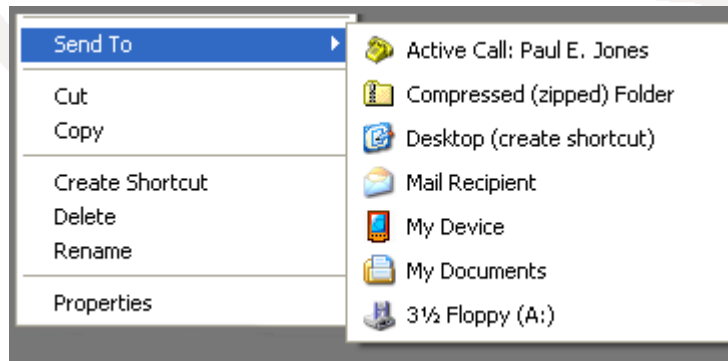 Send To
Cut
Copy
Create Shortcut
Delete
Rename
Properties
Active Call: Paul E. Jones
Compressed (zipped) Folder
Desktop (create shortcut)
Mail Recipient
My Device
My Documents
3½ Floppy (A:)